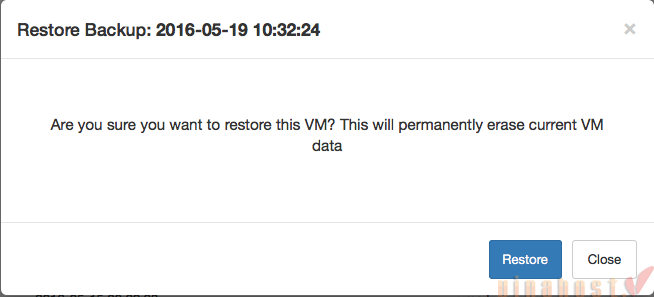 Restore Backup: 2016-05-19 10:32:24
×
Are you sure you want to restore this VM? This will permanently erase current VM
data
Restore
Close